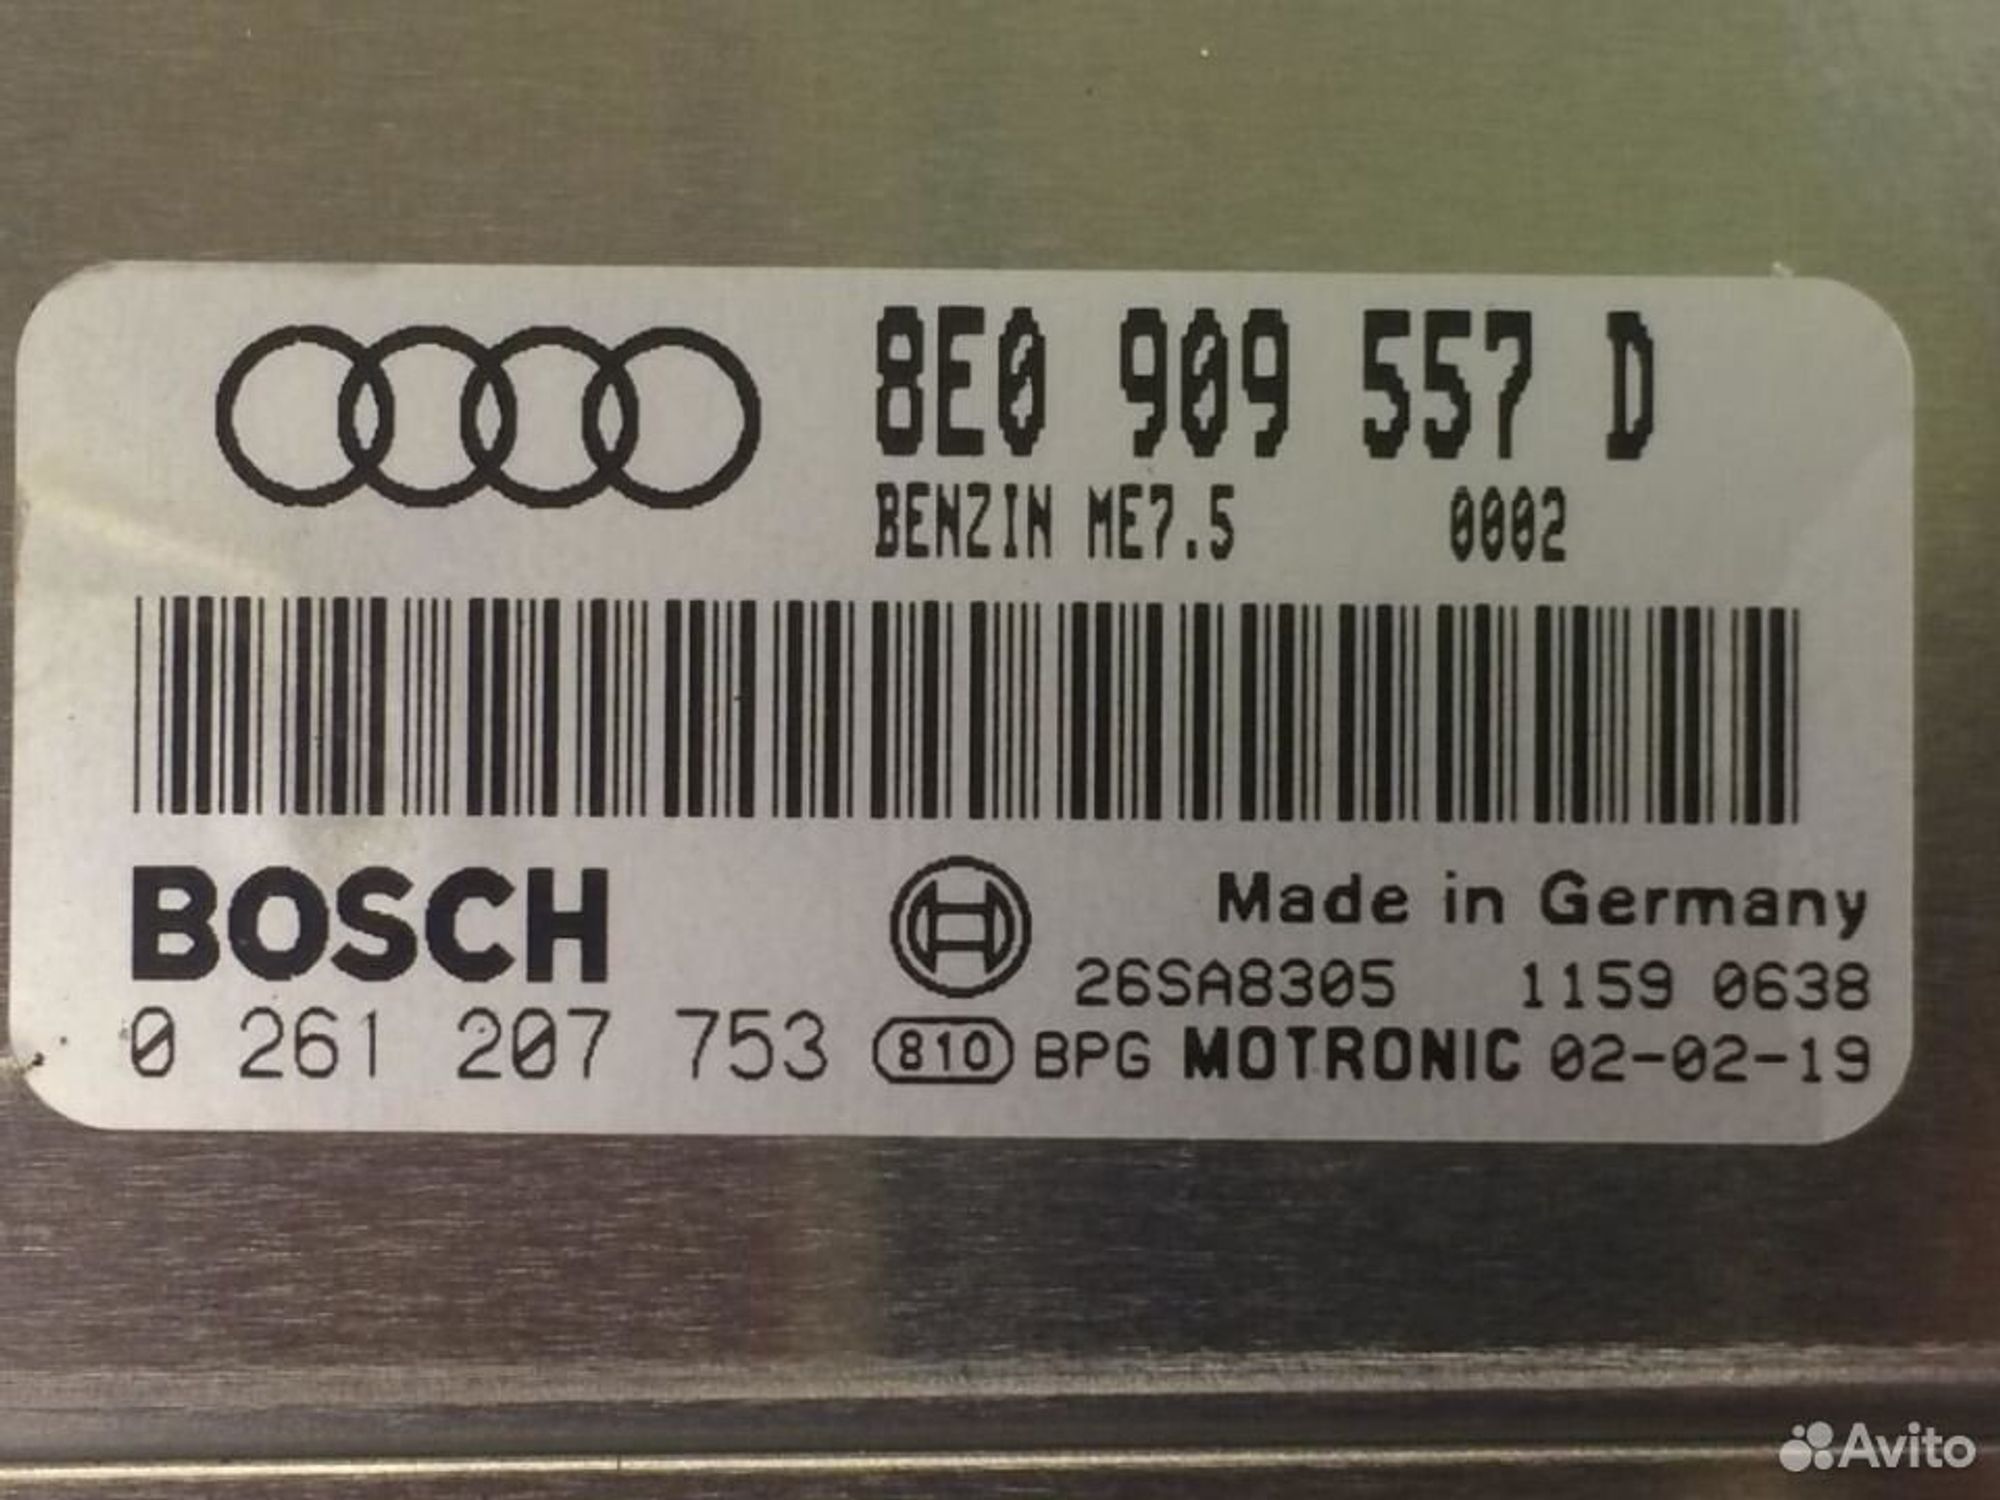 8E0 909 557 D
BENZIN ME7.5 0002
BOSCH
Made in Germany
26SA8305 1159 0638
0 261 207 753 810 BPG MOTRONIC 02-02-19
Avito